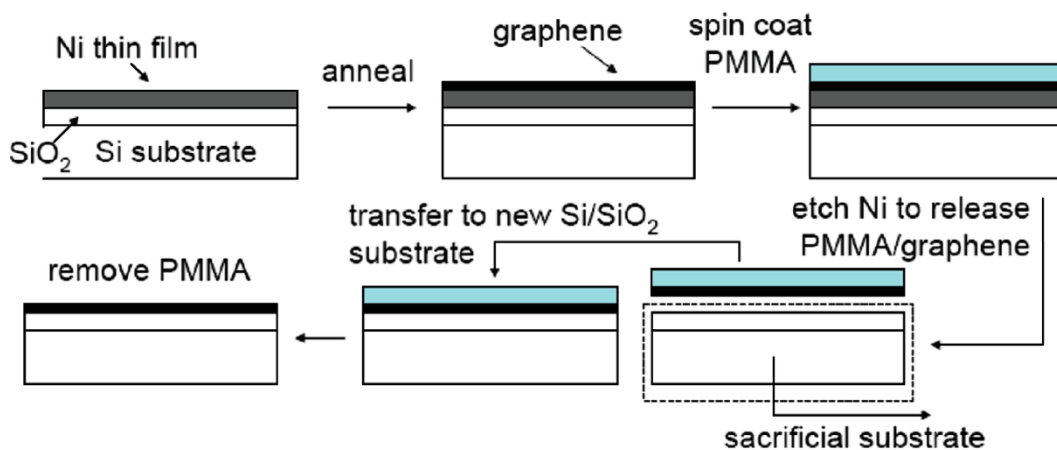 Ni thin film
anneal
graphene
spin coat
PMMA
SiO₂
Si substrate
etch Ni to release
PMMA/graphene
transfer to new Si/SiO₂
substrate
remove PMMA
sacrificial substrate